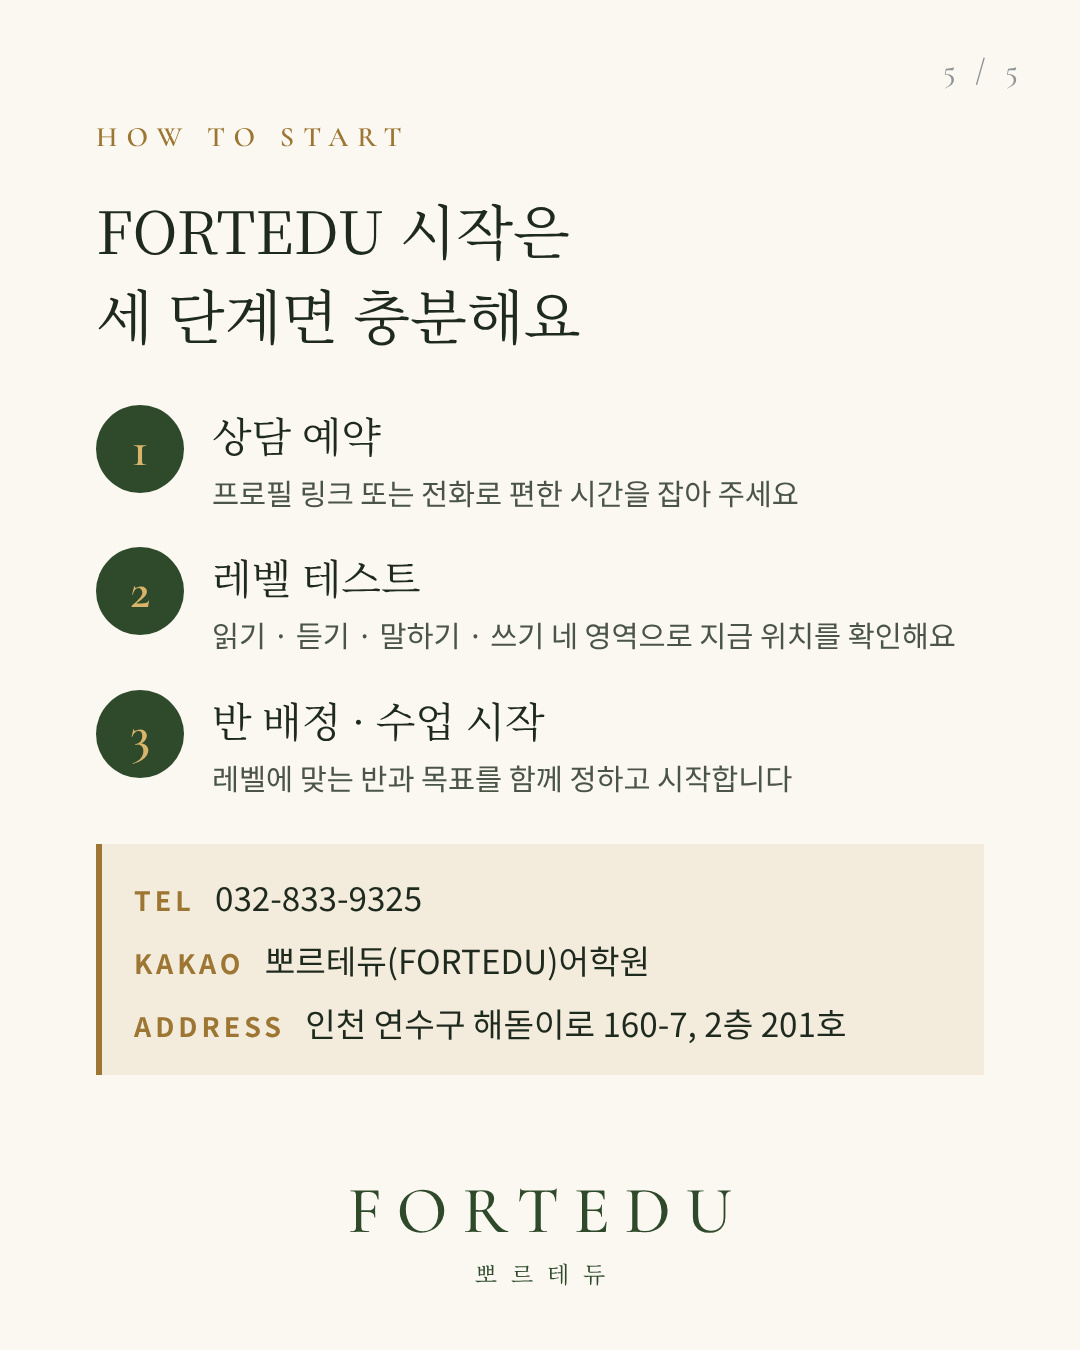 5 / 5
HOW TO START
FORTEDU 시작은
세 단계면 충분해요
1
상담 예약
프로필 링크 또는 전화로 편한 시간을 잡아 주세요
2
레벨 테스트
읽기 · 듣기 · 말하기 · 쓰기 네 영역으로 지금 위치를 확인해요
3
반 배정 · 수업 시작
레벨에 맞는 반과 목표를 함께 정하고 시작합니다
TEL 032-833-9325
KAKAO 뽀르테듀(FORTEDU)어학원
ADDRESS 인천 연수구 해돋이로 160-7, 2층 201호
FORTEDU
뽀르테듀